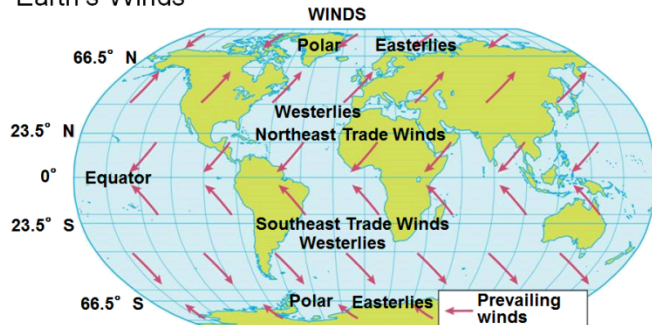 Earth's Winds
WINDS
Polar Easterlies
66.5° N
Westerlies
23.5° N
Northeast Trade Winds
0°
Equator
23.5° S
Southeast Trade Winds
Westerlies
66.5° S
Polar Easterlies
Prevailing
winds